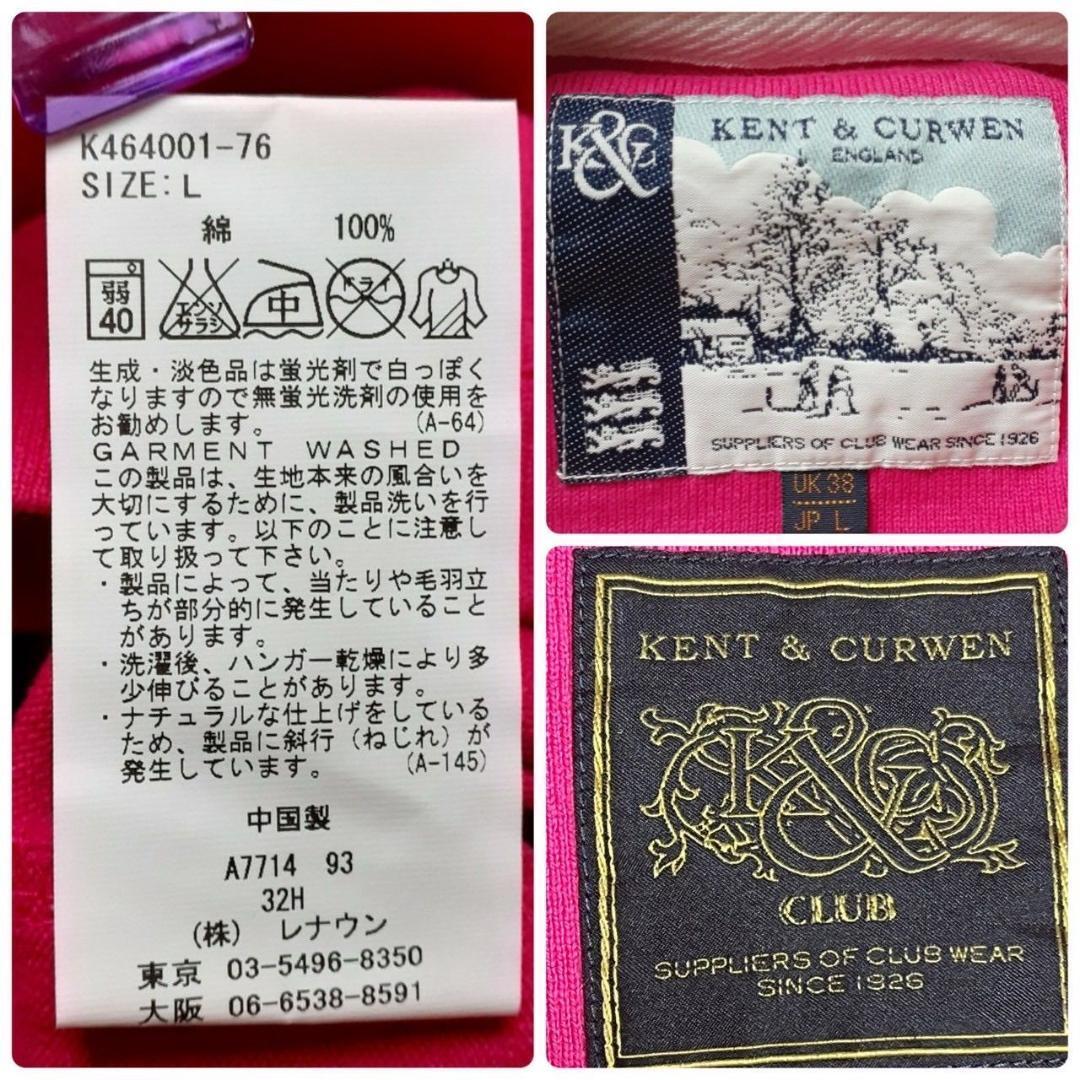 K464001-76
SIZE:L
綿 100%
弱
40
エンソ
サラシ
中
ドライ
生成・淡色品は蛍光剤で白っぽく
なりますので無蛍光洗剤の使用を
お勧めします。 (A-64)
GARMENT WASHED
この製品は、生地本来の風合いを
大切にするために、製品洗いを行
っています。以下のことに注意し
て取り扱って下さい。
・製品によって、当たりや毛羽立
ちが部分的に発生していること
があります。
・洗濯後、ハンガー乾燥により多
少伸びることがあります。
・ナチュラルな仕上げをしている
ため、製品に斜行（ねじれ）が
発生しています。 (A-145)
中国製
A7714 93
32H
(株) レナウン
東京 03-5496-8350
大阪 06-6538-8591
K&C
KENT & CURWEN
ENGLAND
SUPPLIERS OF CLUB WEAR SINCE 1926
UK 38
JP L
KENT & CURWEN
K&C
CLUB
SUPPLIERS OF CLUB WEAR
SINCE 1926